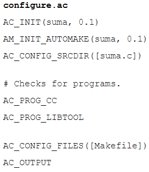 configure.ac
AC_INIT(suma, 0.1)
AM_INIT_AUTOMAKE(suma, 0.1)
AC_CONFIG_SRCDIR([suma.c])
# Checks for programs.
AC_PROG_CC
AC_PROG_LIBTOOL
AC_CONFIG_FILES([Makefile])
AC_OUTPUT